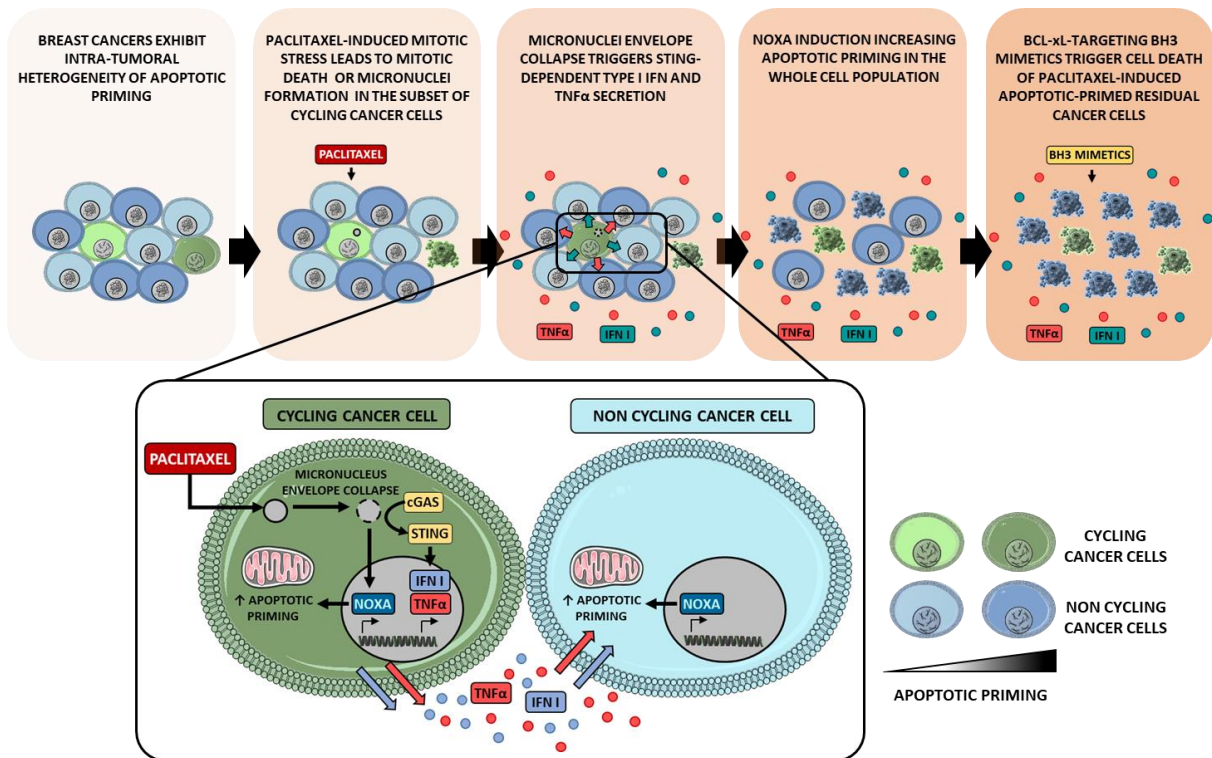 BREAST CANCERS EXHIBIT
INTRA-TUMORAL
HETEROGENEITY OF APOPTOTIC
PRIMING
PACLITAXEL-INDUCED MITOTIC
STRESS LEADS TO MITOTIC
DEATH OR MICRONUCLEI
FORMATION IN THE SUBSET OF
CYCLING CANCER CELLS
PACLITAXEL
MICRONUCLEI ENVELOPE
COLLAPSE TRIGGERS STING-
DEPENDENT TYPE I IFN AND
TNFα SECRETION
TNFα
IFN I
NOXA INDUCTION INCREASING
APOPTOTIC PRIMING IN THE
WHOLE CELL POPULATION
TNFα
IFN I
BCL-xL-TARGETING BH3
MIMETICS TRIGGER CELL DEATH
OF PACLITAXEL-INDUCED
APOPTOTIC-PRIMED RESIDUAL
CANCER CELLS
BH3 MIMETICS
TNFα
IFN I
CYCLING CANCER CELL
PACLITAXEL
MICRONUCLEUS
ENVELOPE COLLAPSE
cGAS
STING
IFN I
TNFα
NOXA
↑ APOPTOTIC
PRIMING
NON CYCLING CANCER CELL
↑ APOPTOTIC
PRIMING
NOXA
TNFα
IFN I
CYCLING
CANCER CELLS
NON CYCLING
CANCER CELLS
APOPTOTIC PRIMING